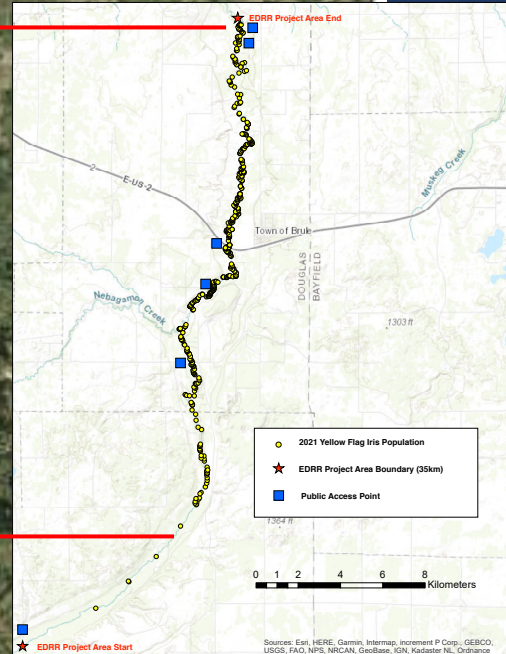 EDRR Project Area End
2
E-US-2
Muskeg Creek
Town of Brule
DOUGLAS
BAYFIELD
Nebagamon Creek
1303 ft
2021 Yellow Flag Iris Population
EDRR Project Area Boundary (35km)
Public Access Point
1364 ft
0 1 2 4 6 8
Kilometers
EDRR Project Area Start
Sources: Esri, HERE, Garmin, Intermap, increment P Corp., GEBCO,
USGS, FAO, NPS, NRCAN, GeoBase, IGN, Kadaster NL, Ordnance